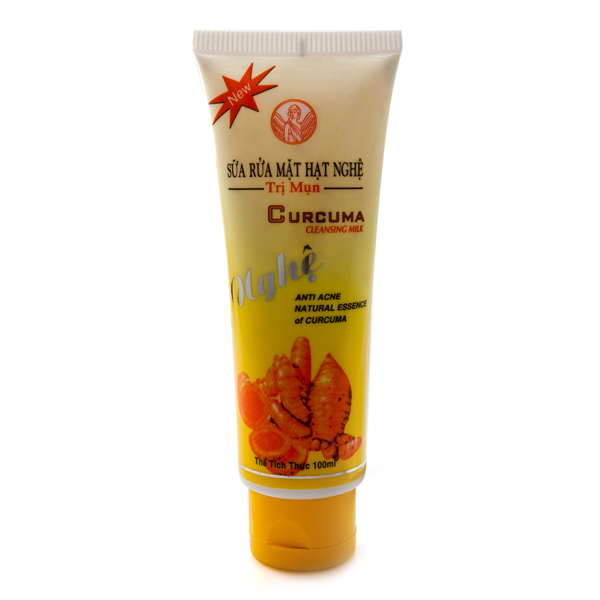 New
SỮA RỬA MẶT HẠT NGHỆ
Trị Mụn
CURCUMA
CLEANSING MILK
Nghệ
ANTI ACNE
NATURAL ESSENCE
of CURCUMA
Thể Tích Thực 100ml